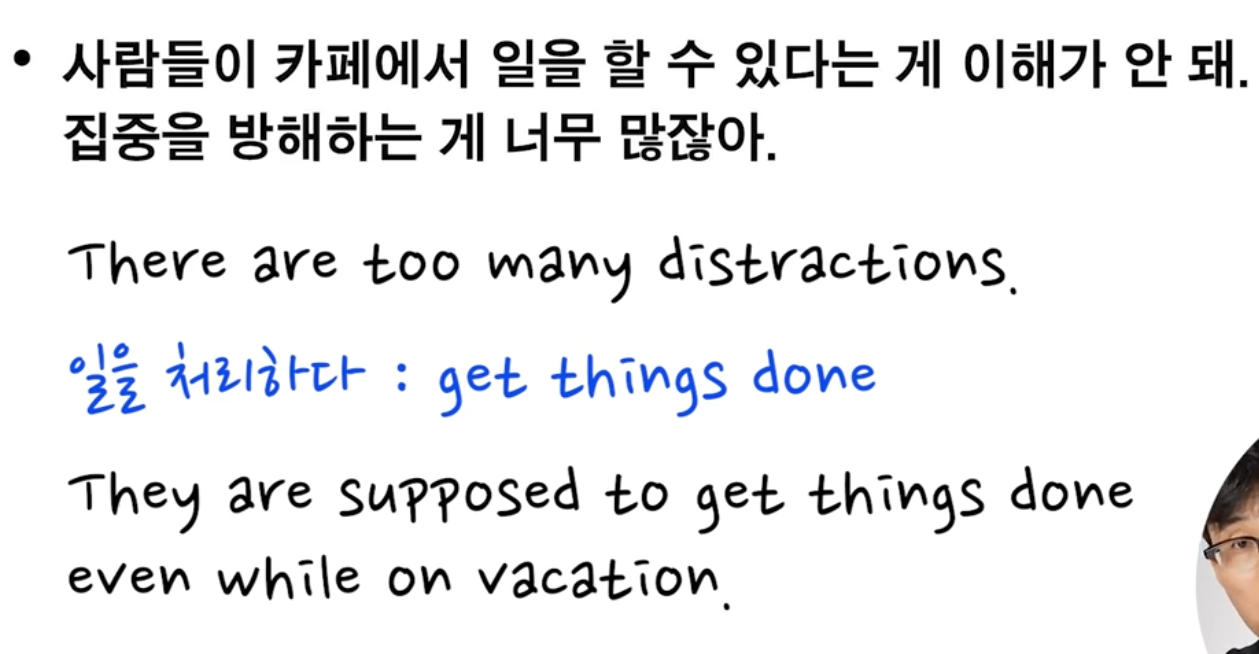 • 사람들이 카페에서 일을 할 수 있다는 게 이해가 안 돼.
집중을 방해하는 게 너무 많잖아.
There are too many distractions.
일을 처리하다 : get things done
They are supposed to get things done
even while on vacation.